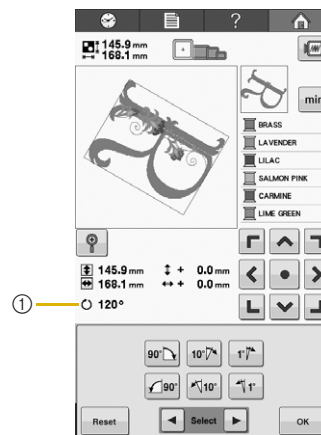 ?
145.9 mm
168.1 mm
min
BRASS
LAVENDER
LILAC
SALMON PINK
CARMINE
LIME GREEN
145.9 mm + 0.0 mm
168.1 mm + 0.0 mm
1 120°
90° 10° 1°
90° 10° 1°
Reset Select OK